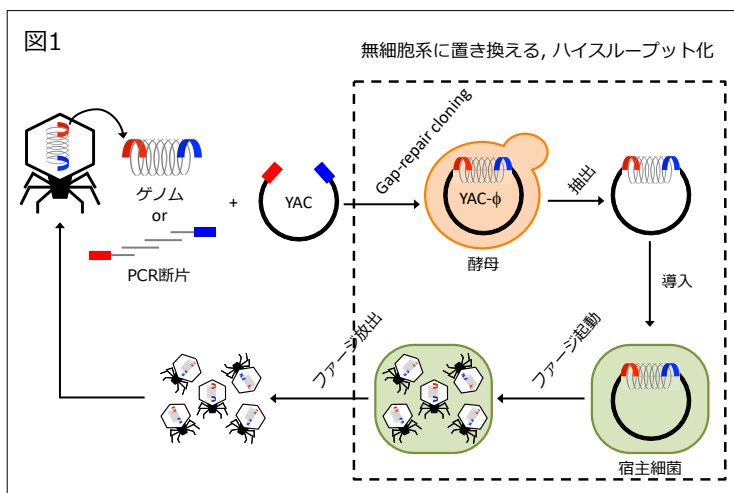 図1
無細胞系に置き換える, ハイスループット化
Gap-repair cloning
ゲノム
or
PCR断片
+
YAC
YAC-ϕ
酵母
抽出
導入
ファージ放出
ファージ起動
宿主細菌